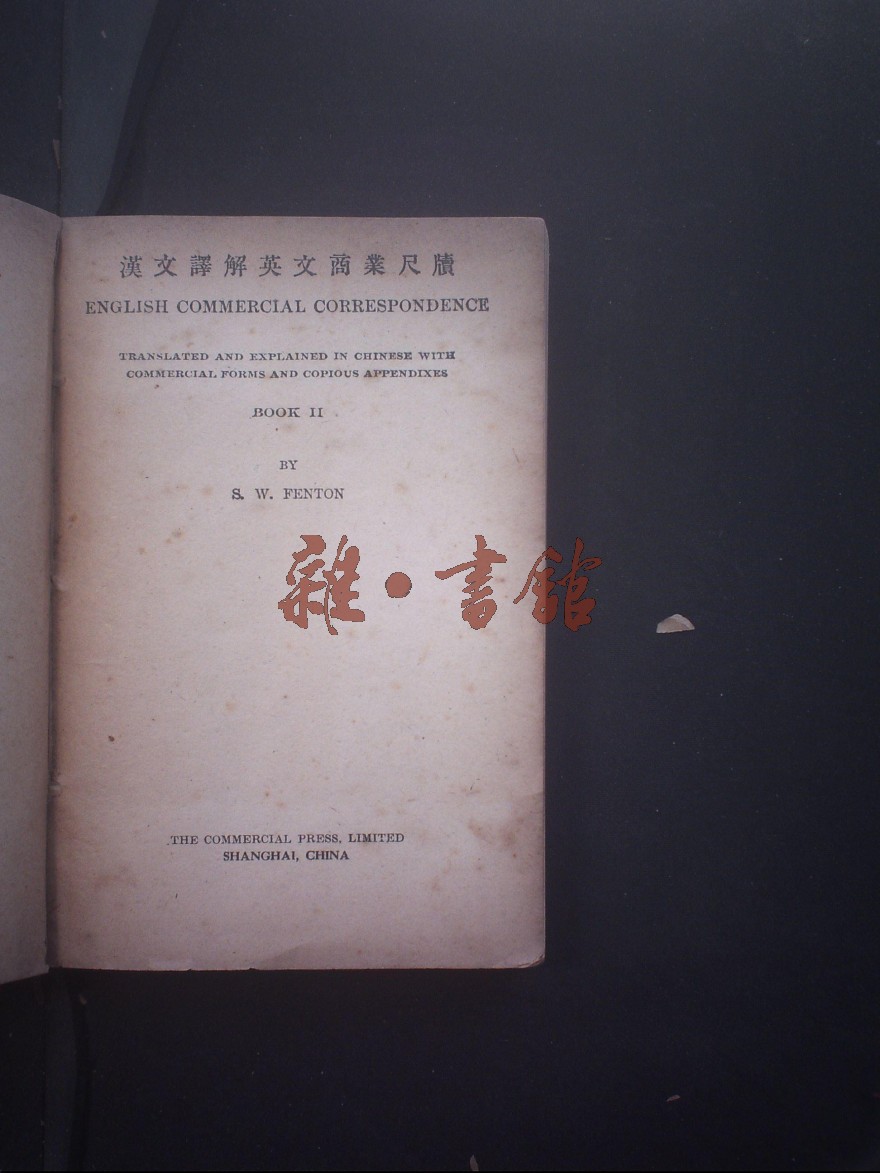 漢文譯解英文商業尺牘
ENGLISH COMMERCIAL CORRESPONDENCE
TRANSLATED AND EXPLAINED IN CHINESE WITH
COMMERCIAL FORMS AND COPIOUS APPENDIXES
BOOK II
BY
S. W. FENTON
雜·書館
THE COMMERCIAL PRESS, LIMITED
SHANGHAI, CHINA